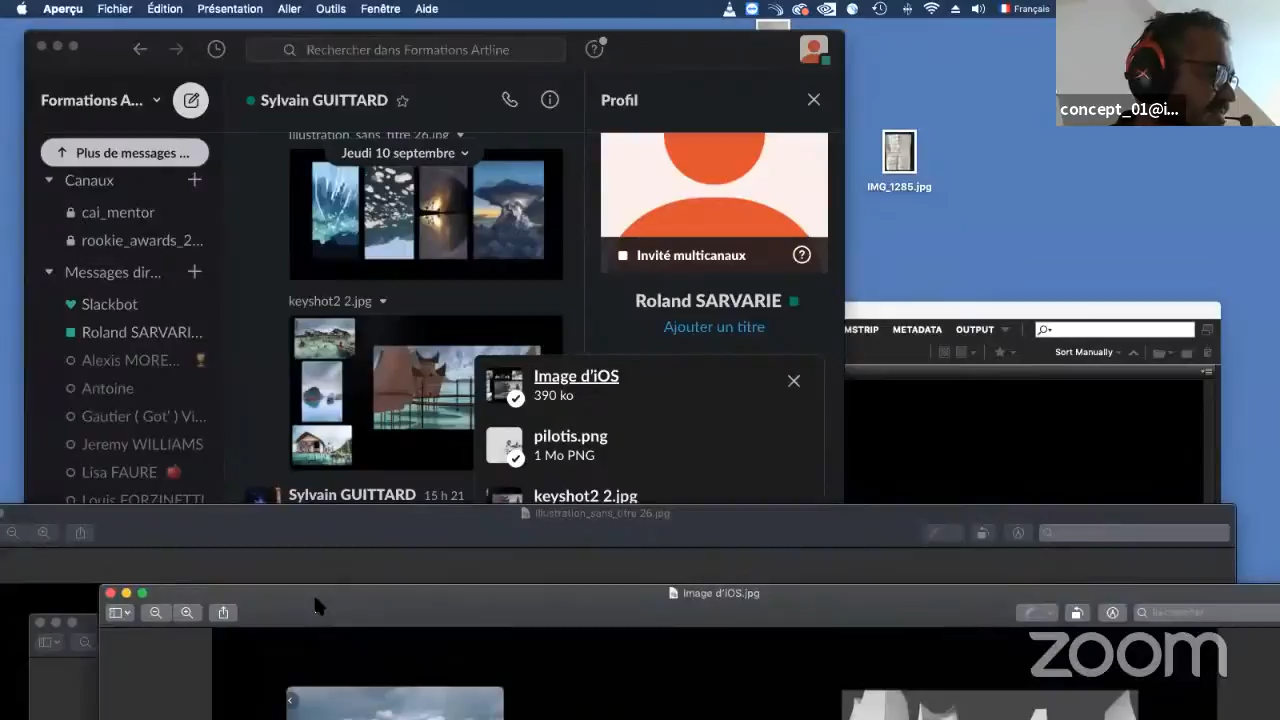 Aperçu Fichier Édition Présentation Aller Outils Fenêtre Aide Français
Rechercher dans Formations Artline
?
Formations A...
Sylvain GUITTARD
Profil
concept_01@i...
Illustration_sans_titre 26.jpg
Plus de messages ...
Jeudi 10 septembre
Canaux
cai_mentor
rookie_awards_2...
Messages dir...
Slackbot
Roland SARVARI...
Alexis MORE...
Antoine
Gautier ( Got' ) Vi...
Jeremy WILLIAMS
Lisa FAURE
Louis FORZINETTI
keyshot2 2.jpg
Invité multicanaux
?
Roland SARVARIE
Ajouter un titre
IMG_1285.jpg
MSTRIP METADATA OUTPUT
Sort Manually
Image d'iOS
390 ko
pilotis.png
1 Mo PNG
keyshot2 2.jpg
Sylvain GUITTARD 15 h 21
Illustration_sans_titre 26.jpg
Image d'iOS.jpg
Rechercher
zoom